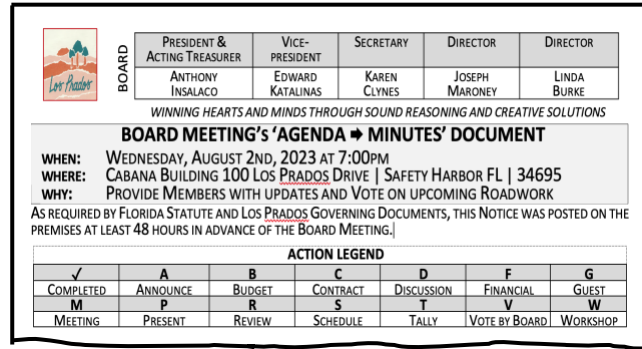 Los Prados
BOARD
PRESIDENT & ACTING TREASURER VICE-PRESIDENT SECRETARY DIRECTOR DIRECTOR
ANTHONY INSALACO EDWARD KATALINAS KAREN CLYNES JOSEPH MARONEY LINDA BURKE
WINNING HEARTS AND MINDS THROUGH SOUND REASONING AND CREATIVE SOLUTIONS
BOARD MEETING's 'AGENDA ➔ MINUTES' DOCUMENT
WHEN: WEDNESDAY, AUGUST 2ND, 2023 AT 7:00PM
WHERE: CABANA BUILDING 100 LOS PRADOS DRIVE | SAFETY HARBOR FL | 34695
WHY: PROVIDE MEMBERS WITH UPDATES AND VOTE ON UPCOMING ROADWORK
AS REQUIRED BY FLORIDA STATUTE AND LOS PRADOS GOVERNING DOCUMENTS, THIS NOTICE WAS POSTED ON THE
PREMISES AT LEAST 48 HOURS IN ADVANCE OF THE BOARD MEETING.
ACTION LEGEND
✓ A B C D F G
COMPLETED ANNOUNCE BUDGET CONTRACT DISCUSSION FINANCIAL GUEST
M P R S T V W
MEETING PRESENT REVIEW SCHEDULE TALLY VOTE BY BOARD WORKSHOP